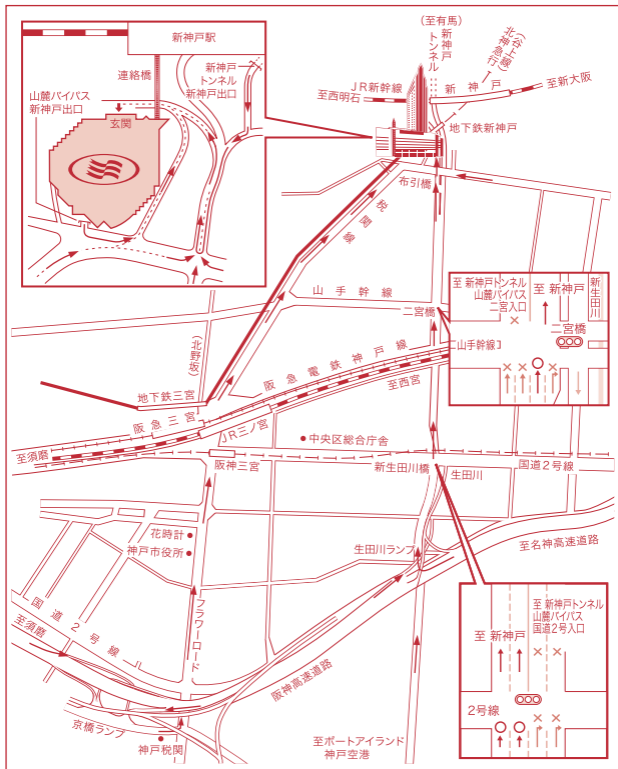 新神戸駅
連絡橋
新神戸
トンネル
新神戸出口
山麓バイパス
新神戸出口
玄関
(至有馬)
新神戸
トンネル
(谷上線)
北神急行
JR新幹線
至西明石
新神戸
至新大阪
地下鉄新神戸
布引橋
税関線
山手幹線
二宮橋
至 新神戸トンネル
山麓バイパス
二宮入口
至 新神戸
新生田川
二宮橋
山手幹線
(北野坂)
阪急電鉄神戸線
至西宮
地下鉄三宮
阪急三宮
JR三ノ宮
至須磨
中央区総合庁舎
阪神三宮
新生田川橋
生田川
国道2号線
花時計
神戸市役所
生田川ランプ
至名神高速道路
国道2号線
至須磨
フラワーロード
阪神高速道路
京橋ランプ
神戸税関
至ポートアイランド
神戸空港
至 新神戸トンネル
山麓バイパス
国道2号入口
至 新神戸
2号線